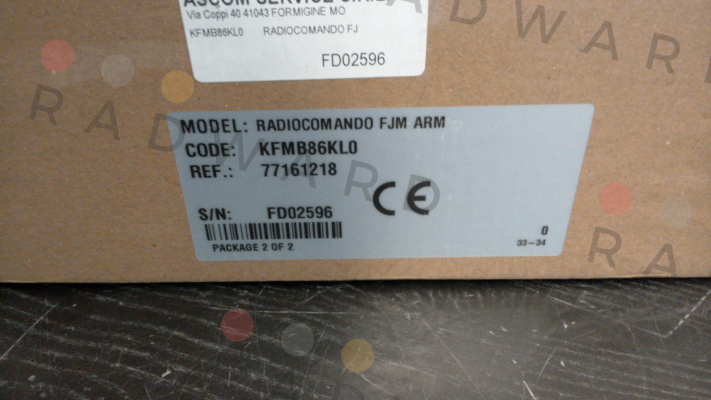 ASCOM SERVICE S.R.L.
Via Coppi 40 41043 FORMIGINE MO
KFMB86KL0 RADIOCOMANDO FJ
FD02596
MODEL: RADIOCOMANDO FJM ARM
CODE: KFMB86KL0
REF.: 77161218
CE
S/N: FD02596
PACKAGE 2 OF 2
0
33-34
RADWARD
RADWARD
RADWARD